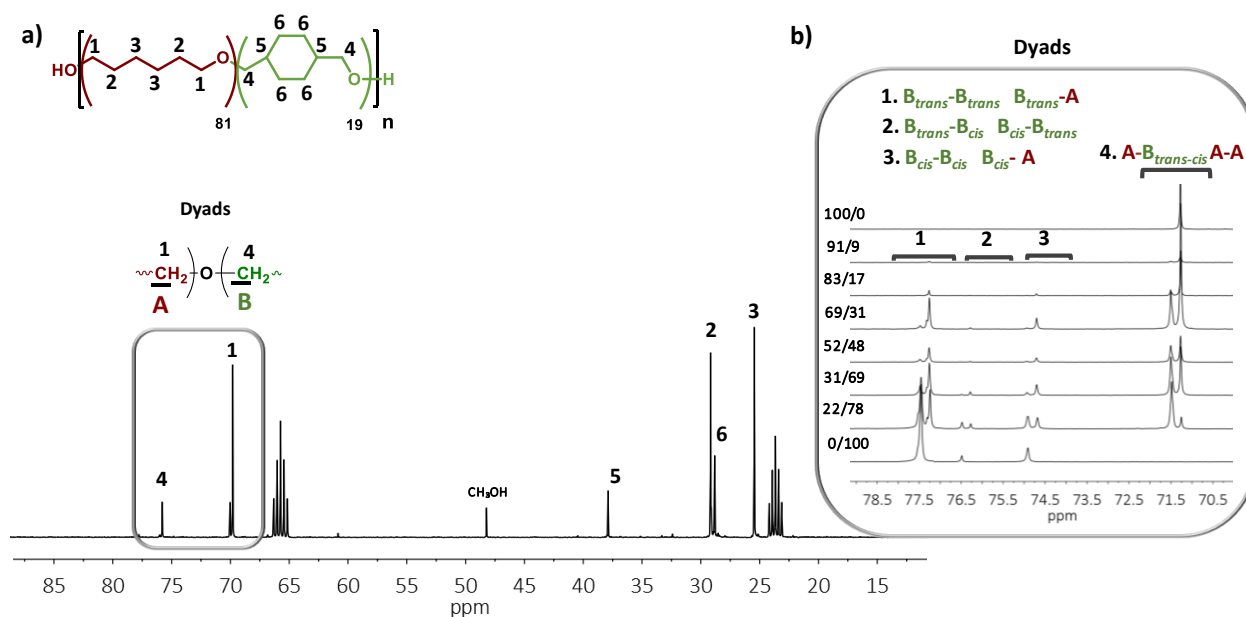 a)
6 6
1 3 2 5 5 4
HO O O H
2 3 1 4 6 6
81 19 n
Dyads
1 4
CH₂ O CH₂
A B
4
1
CH₃OH
5
2
6
3
85 75 70 65 60 55 50 45 40 35 30 25 20 15
ppm
b)
Dyads
1. Btrans-Btrans Btrans-A
2. Btrans-Bcis Bcis-Btrans
3. Bcis-Bcis Bcis- A
4. A-Btrans-cis A-A
100/0
91/9
83/17
69/31
52/48
31/69
22/78
0/100
1 2 3
78.5 77.5 76.5 75.5 74.5 73.5 72.5 71.5 70.5
ppm